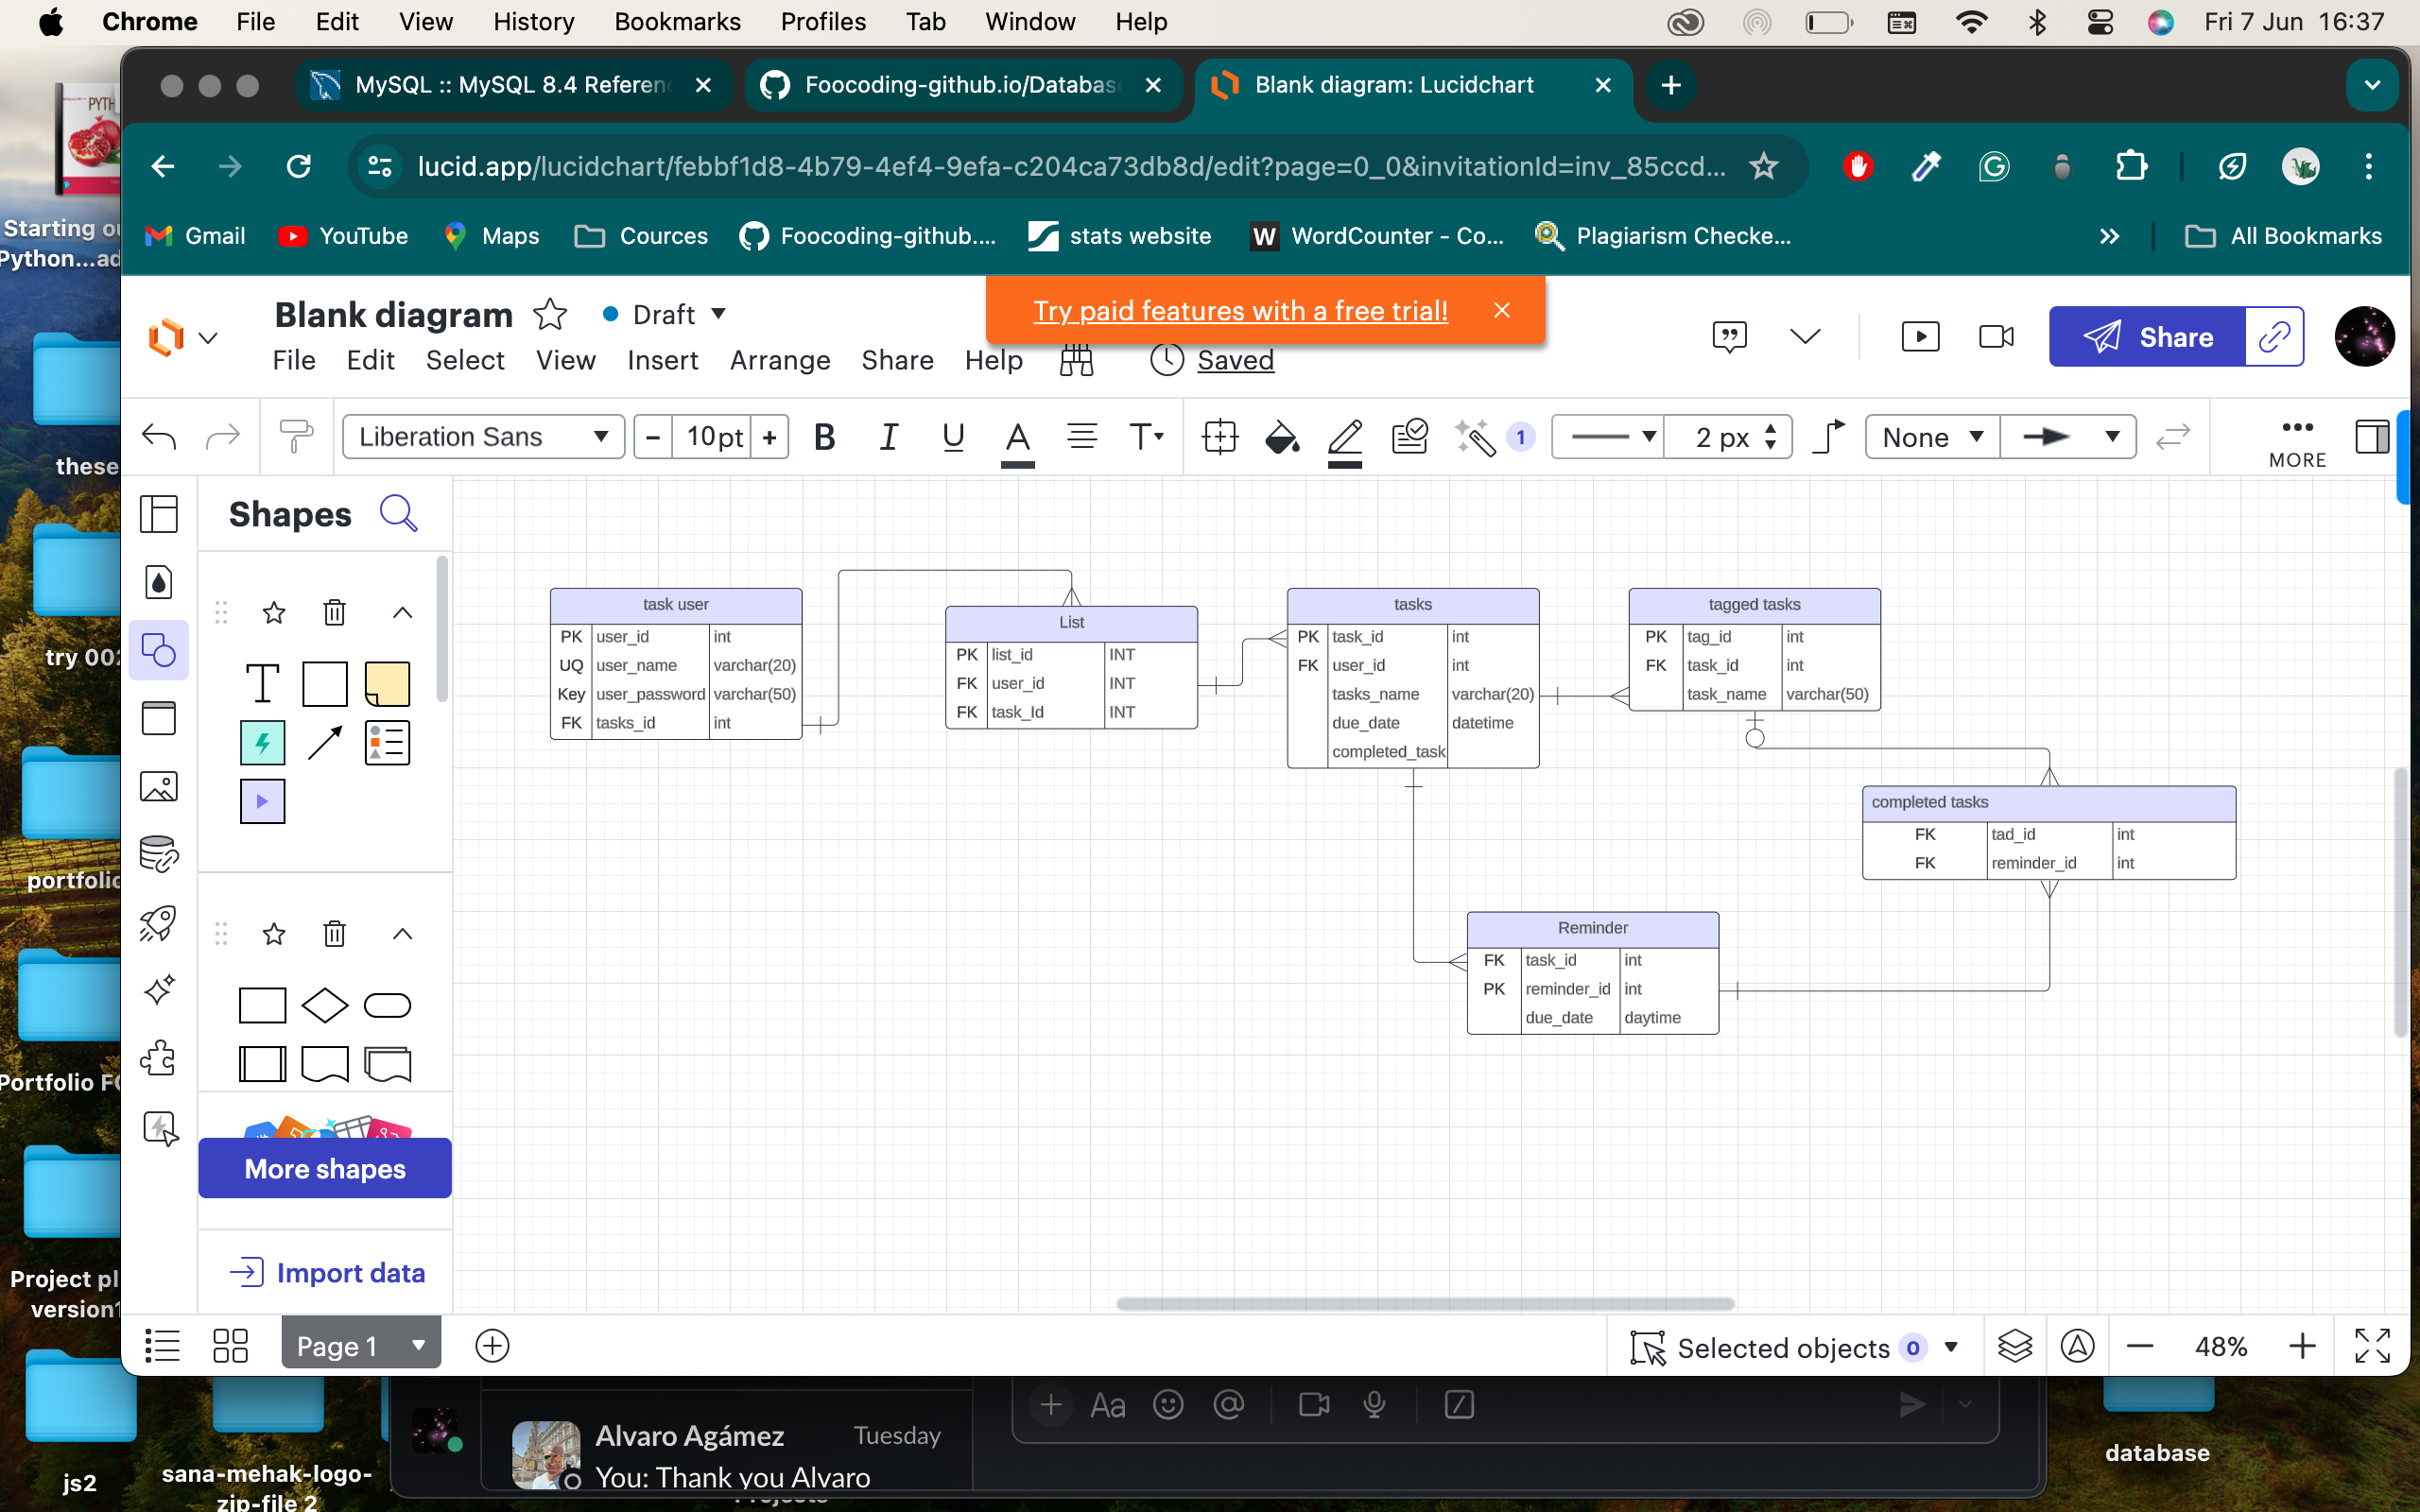 Chrome File Edit View History Bookmarks Profiles Tab Window Help Fri 7 Jun 16:37
MySQL :: MySQL 8.4 Referen
Foocoding-github.io/Databas
Blank diagram: Lucidchart
lucid.app/lucidchart/febbf1d8-4b79-4ef4-9efa-c204ca73db8d/edit?page=0_0&invitationId=inv_85ccd...
Gmail YouTube Maps Cources Foocoding-github.... stats website W WordCounter - Co... Plagiarism Checke... All Bookmarks
Try paid features with a free trial!
Blank diagram Draft
File Edit Select View Insert Arrange Share Help Saved
Share
Liberation Sans 10pt B I U A T 1 2 px None MORE
Shapes
T
More shapes
Import data
task user
PK user_id int
UQ user_name varchar(20)
Key user_password varchar(50)
FK tasks_id int
List
PK list_id INT
FK user_id INT
FK task_Id INT
tasks
PK task_id int
FK user_id int
tasks_name varchar(20)
due_date datetime
completed_task
tagged tasks
PK tag_id int
FK task_id int
task_name varchar(50)
completed tasks
FK tad_id int
FK reminder_id int
Reminder
FK task_id int
PK reminder_id int
due_date daytime
Page 1
Selected objects 0
48%
PYTH
Starting ou
Python...ad
these
try 002
portfolio
Portfolio F
Project pl
version1
js2
sana-mehak-logo-
zip-file 2
Alvaro Agámez Tuesday
You: Thank you Alvaro
Aa
Projects
database